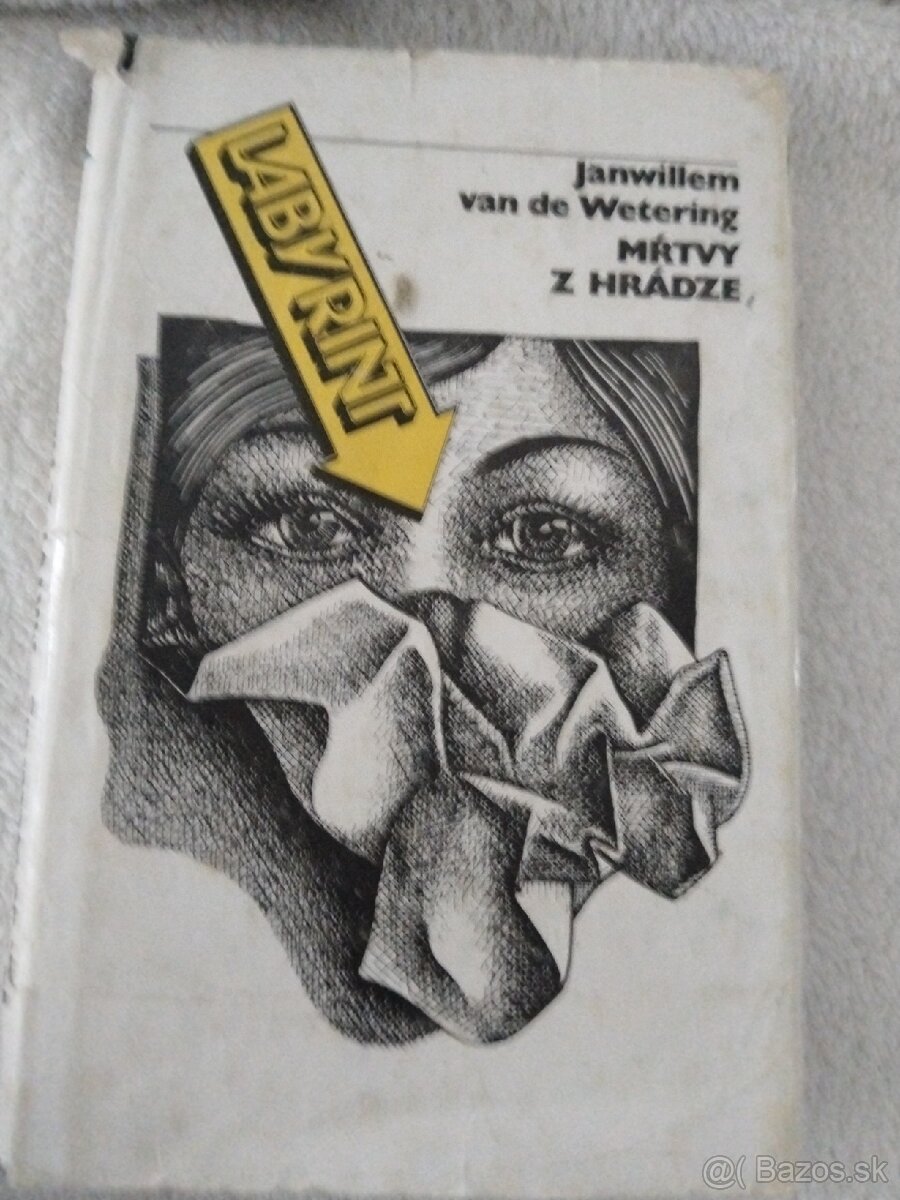 LABYRINT
Janwillem
van de Wetering
MŔTVY
Z HRÁDZE
@( Bazos.sk